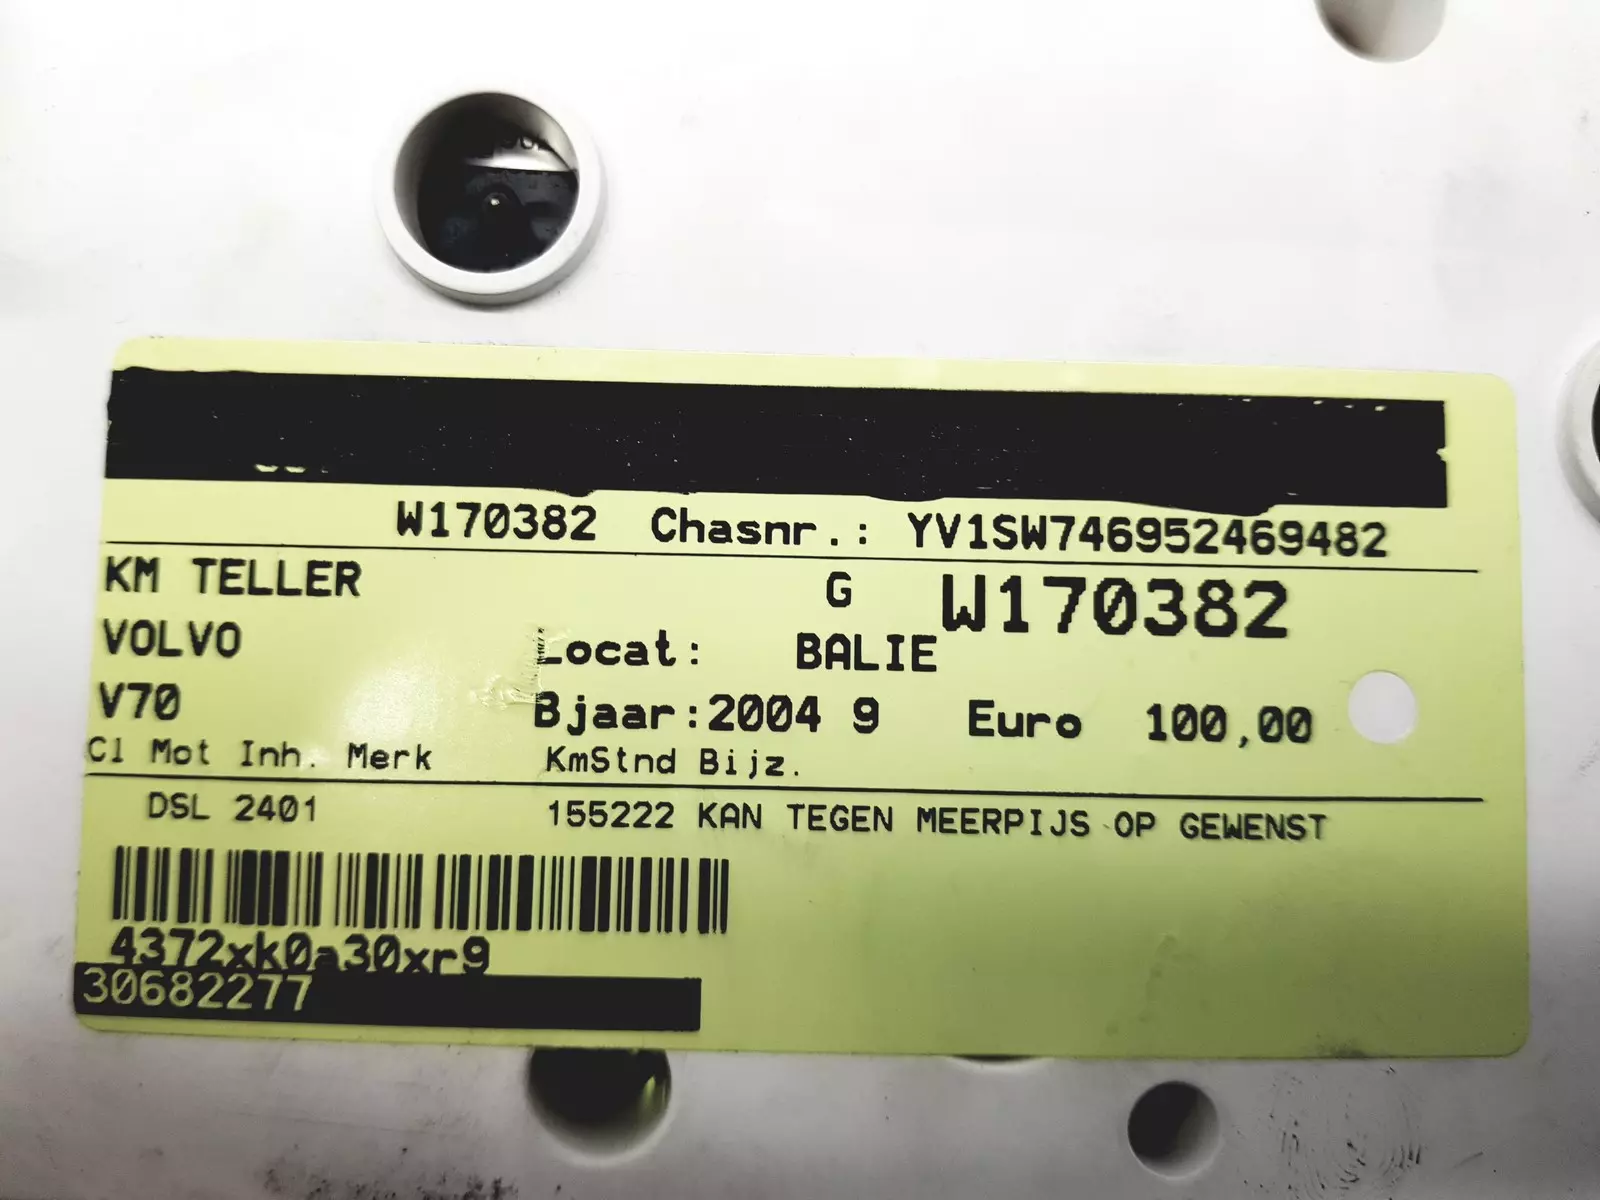 W170382 Chasnr.: YV1SW746952469482
KM TELLER G W170382
VOLVO Locat: BALIE
V70 Bjaar:2004 9 Euro 100,00
Cl Mot Inh. Merk KmStnd Bijz.
DSL 2401 155222 KAN TEGEN MEERPIJS OP GEWENST
4372xk0a30xr9
30682277